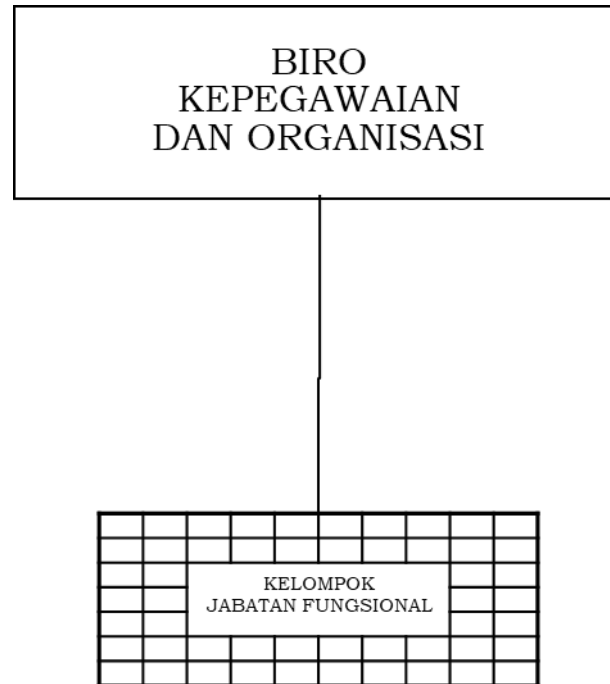 BIRO
KEPEGAWAIAN
DAN ORGANISASI
KELOMPOK
JABATAN FUNGSIONAL